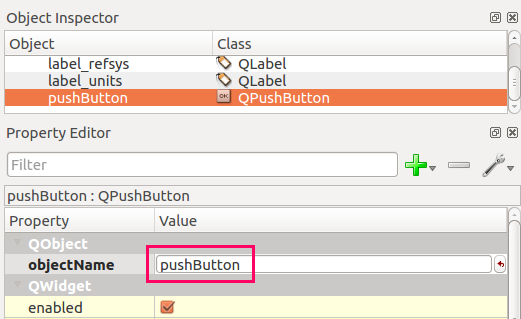 Object Inspector
Object Class
label_refsys QLabel
label_units QLabel
pushButton OK QPushButton
Property Editor
Filter
pushButton : QPushButton
Property Value
QObject
objectName pushButton
QWidget
enabled